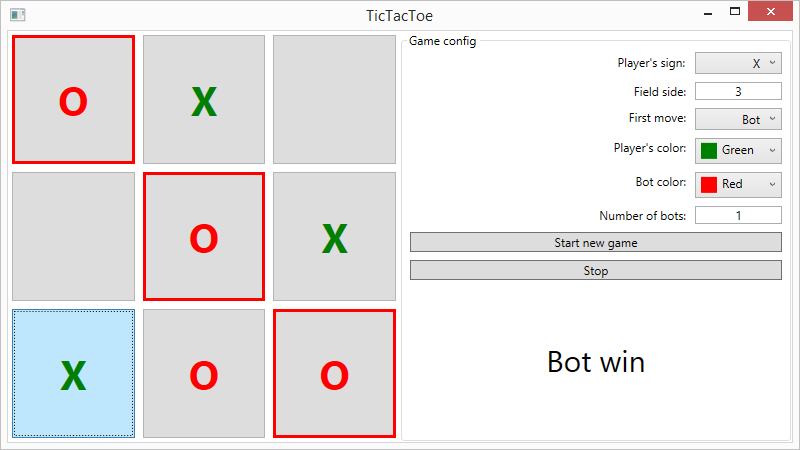 TicTacToe
O X
O X
X O O
Game config
Player's sign: X
Field side: 3
First move: Bot
Player's color: Green
Bot color: Red
Number of bots: 1
Start new game
Stop
Bot win